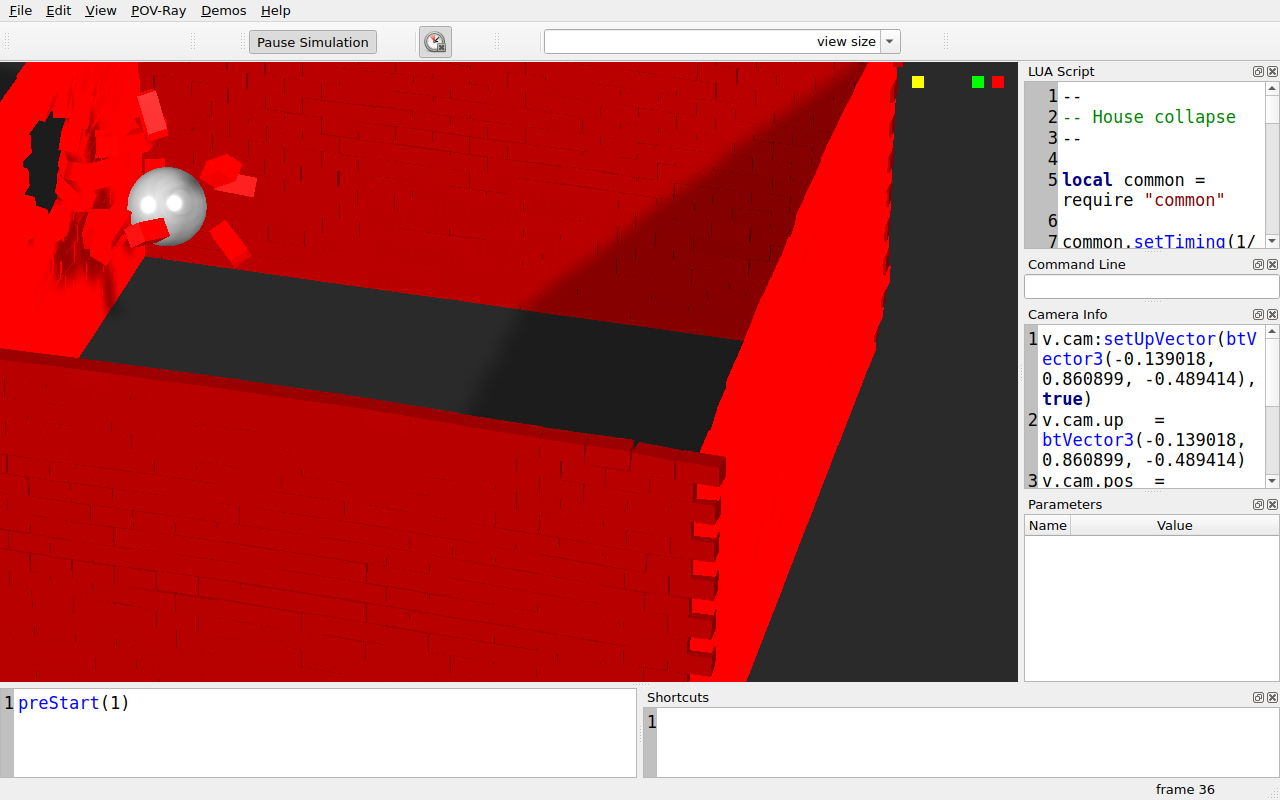 File Edit View POV-Ray Demos Help
Pause Simulation
view size
LUA Script
1 --
2 -- House collapse
3 --
4
5 local common =
require "common"
6
7 common.setTiming(1/
Command Line
Camera Info
1 v.cam:setUpVector(btV
ector3(-0.139018,
0.860899, -0.489414),
true)
2 v.cam.up   =
btVector3(-0.139018,
0.860899, -0.489414)
3 v.cam.pos  =
Parameters
Name Value
1 preStart(1)
Shortcuts
1
frame 36